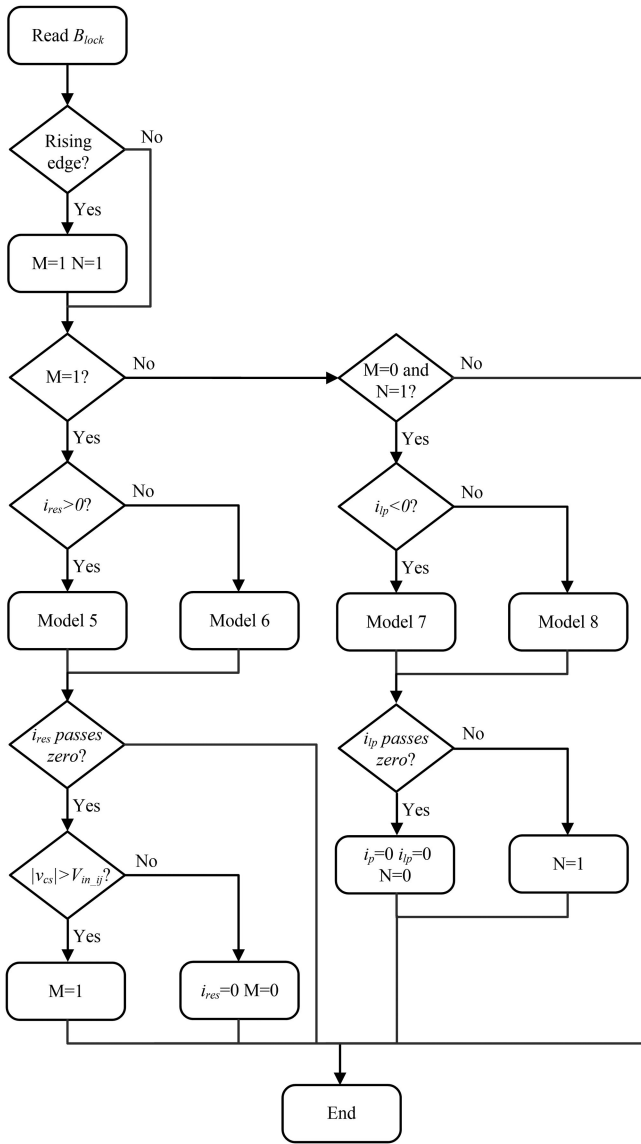 Read B_lock
No
Rising
edge?
Yes
M=1 N=1
M=1?
No
M=0 and
N=1?
No
Yes
Yes
i_res>0?
No
i_lp<0?
No
Yes
Yes
Model 5
Model 6
Model 7
Model 8
i_res passes
zero?
i_lp passes
zero?
No
Yes
Yes
|v_cs|>V_in_ij?
No
i_p=0 i_lp=0
N=0
N=1
Yes
M=1
i_res=0 M=0
End